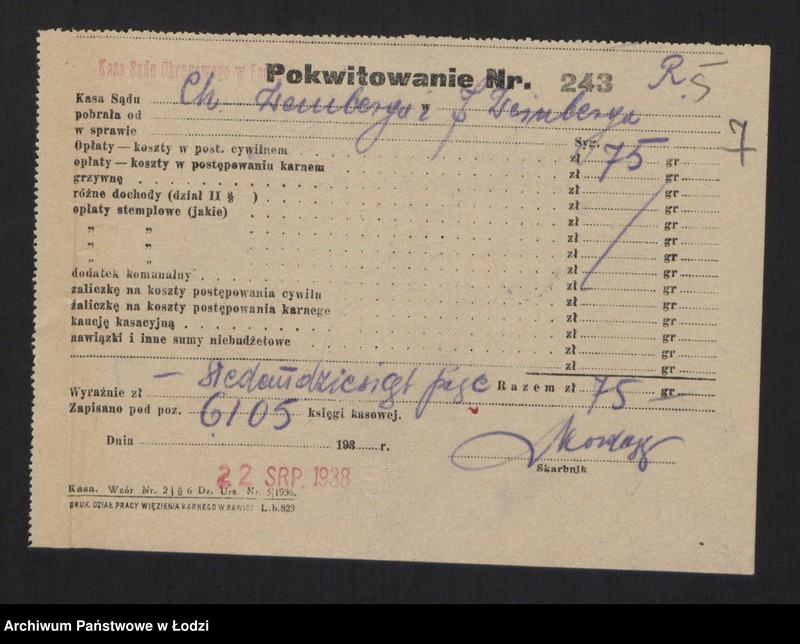 Kasa Sądu Okręgowego w
Pokwitowanie Nr. 243
R. 5
7
Kasa Sądu w
pobrała od Ch. i
w sprawie
Syg.
Opłaty — koszty w post. cywilnem zł 75 gr
opłaty — koszty w postępowaniu karnem zł gr
grzywnę zł gr
różne dochody (dział II § ) zł gr
opłaty stemplowe (jakie) zł gr
„ „ zł gr
„ „ zł gr
„ „ zł gr
dodatek komunalny zł gr
zaliczkę na koszty postępowania cywiln zł gr
zaliczkę na koszty postępowania karnego zł gr
kaucję kasacyjną zł gr
nawiązki i inne sumy niebudżetowe zł gr
zł gr
Wyraźnie zł — siedemdziesiąt pięć Razem zł 75 gr —
Zapisano pod poz. 6105 księgi kasowej.
Dnia 193 r.
22 SRP. 1938
Skarbnik
Kasa. Wzór Nr. 2 | § 6 Dz. Urz. Nr. 5|1936.
DRUK. DZIAŁ PRACY WIĘZIENIA KARNEGO W RAWICZ L.b.823
Archiwum Państwowe w Łodzi